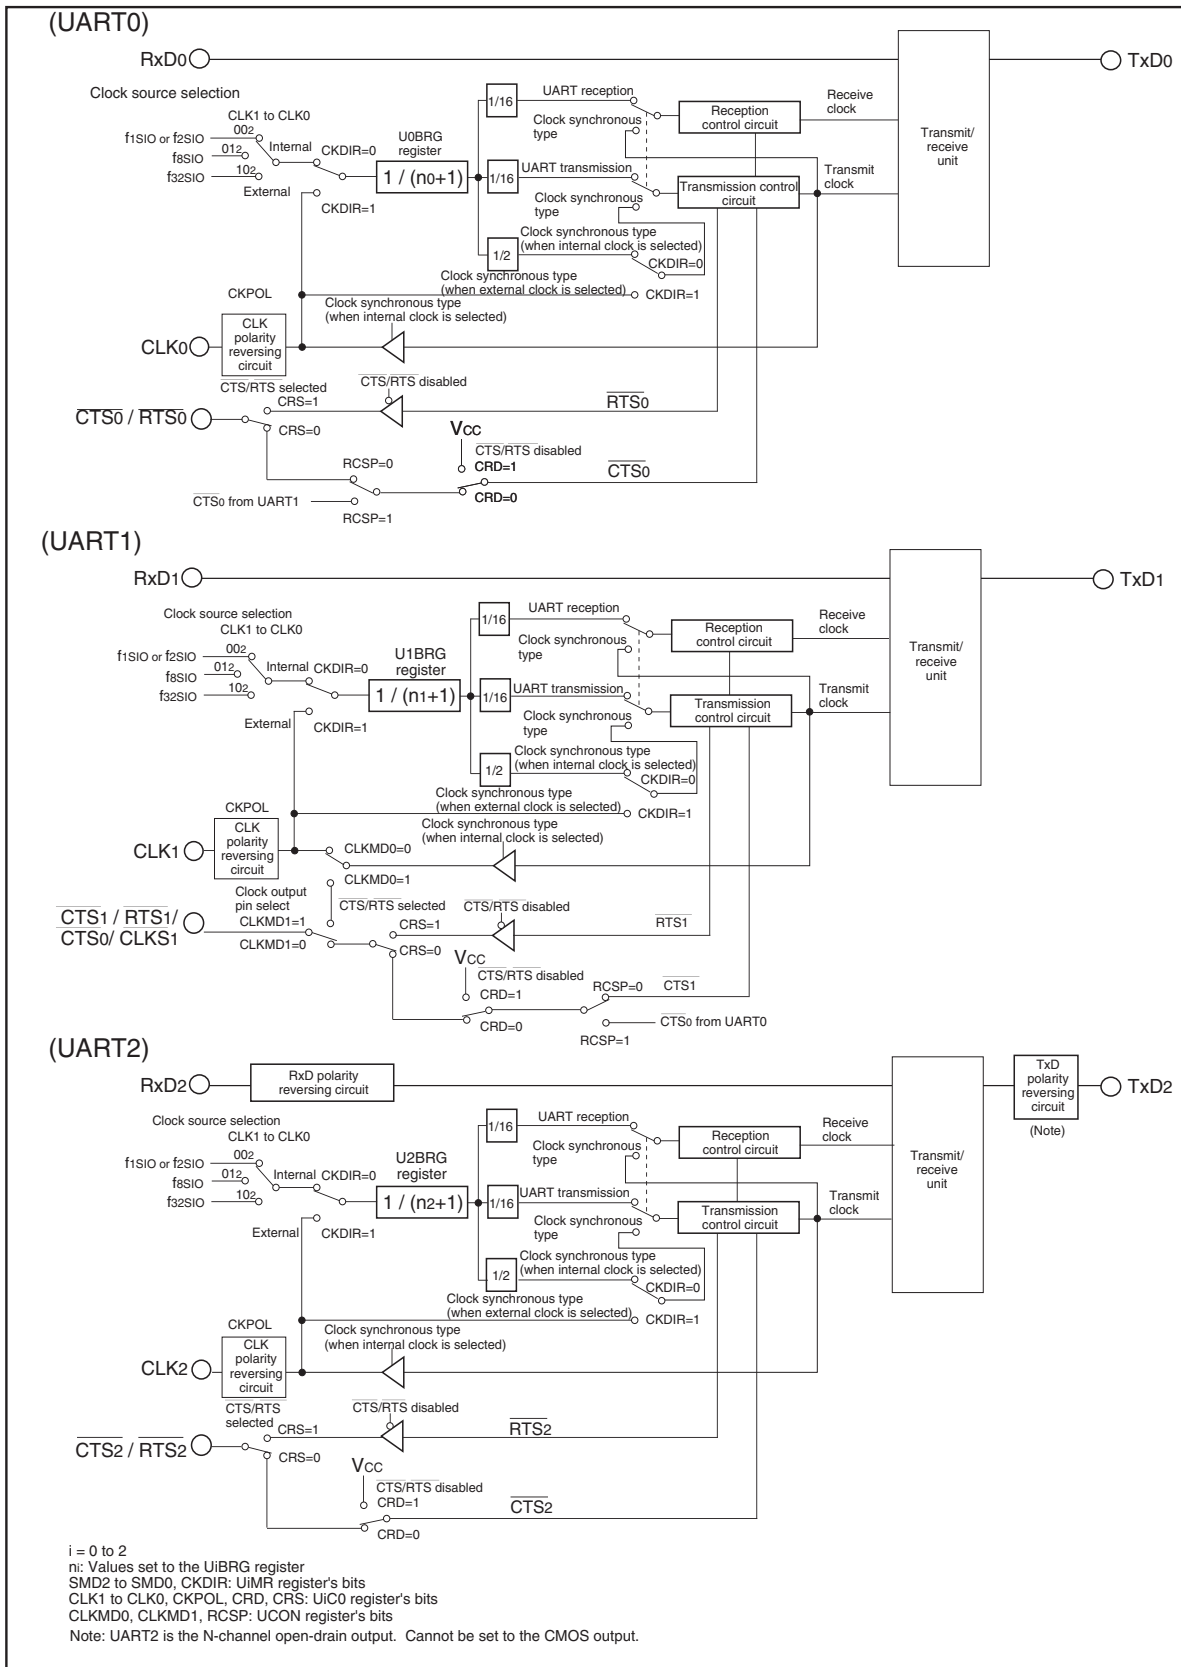 (UART0)
RxD0
TxD0
Clock source selection
CLK1 to CLK0
f1SIO or f2SIO
002
f8SIO
012
f32SIO
102
Internal
CKDIR=0
External
CKDIR=1
U0BRG
register
1 / (n0+1)
1/16
UART reception
Clock synchronous
type
1/16
UART transmission
Clock synchronous
type
1/2
Clock synchronous type
(when internal clock is selected)
CKDIR=0
Clock synchronous type
(when external clock is selected)
CKDIR=1
Clock synchronous type
(when internal clock is selected)
Reception
control circuit
Receive
clock
Transmission control
circuit
Transmit
clock
Transmit/
receive
unit
CKPOL
CLK0
CLK
polarity
reversing
circuit
CTS/RTS selected
CTS/RTS disabled
CTS0 / RTS0
CRS=1
CRS=0
RTS0
VCC
CTS/RTS disabled
RCSP=0
CRD=1
CTS0
CRD=0
CTS0 from UART1
RCSP=1
(UART1)
RxD1
TxD1
Clock source selection
CLK1 to CLK0
f1SIO or f2SIO
002
f8SIO
012
f32SIO
102
Internal
CKDIR=0
External
CKDIR=1
U1BRG
register
1 / (n1+1)
1/16
UART reception
Clock synchronous
type
1/16
UART transmission
Clock synchronous
type
1/2
Clock synchronous type
(when internal clock is selected)
CKDIR=0
Clock synchronous type
(when external clock is selected)
CKDIR=1
Clock synchronous type
(when internal clock is selected)
Reception
control circuit
Receive
clock
Transmission
control circuit
Transmit
clock
Transmit/
receive
unit
CKPOL
CLK1
CLK
polarity
reversing
circuit
CLKMD0=0
CLKMD0=1
Clock output
pin select
CTS/RTS selected
CTS/RTS disabled
CTS1 / RTS1/
CTS0/ CLKS1
CLKMD1=1
CLKMD1=0
CRS=1
CRS=0
RTS1
VCC
CTS/RTS disabled
CRD=1
CRD=0
RCSP=0
CTS1
CTS0 from UART0
RCSP=1
(UART2)
RxD2
RxD polarity
reversing circuit
TxD
polarity
reversing
circuit
TxD2
(Note)
Clock source selection
CLK1 to CLK0
f1SIO or f2SIO
002
f8SIO
012
f32SIO
102
Internal
CKDIR=0
External
CKDIR=1
U2BRG
register
1 / (n2+1)
1/16
UART reception
Clock synchronous
type
1/16
UART transmission
Clock synchronous
type
1/2
Clock synchronous type
(when internal clock is selected)
CKDIR=0
Clock synchronous type
(when external clock is selected)
CKDIR=1
Clock synchronous type
(when internal clock is selected)
Reception
control circuit
Receive
clock
Transmission
control circuit
Transmit
clock
Transmit/
receive
unit
CKPOL
CLK2
CLK
polarity
reversing
circuit
CTS/RTS
selected
CTS/RTS disabled
CTS2 / RTS2
CRS=1
CRS=0
RTS2
VCC
CTS/RTS disabled
CRD=1
CTS2
CRD=0
i = 0 to 2
ni: Values set to the UiBRG register
SMD2 to SMD0, CKDIR: UiMR register's bits
CLK1 to CLK0, CKPOL, CRD, CRS: UiC0 register's bits
CLKMD0, CLKMD1, RCSP: UCON register's bits
Note: UART2 is the N-channel open-drain output. Cannot be set to the CMOS output.